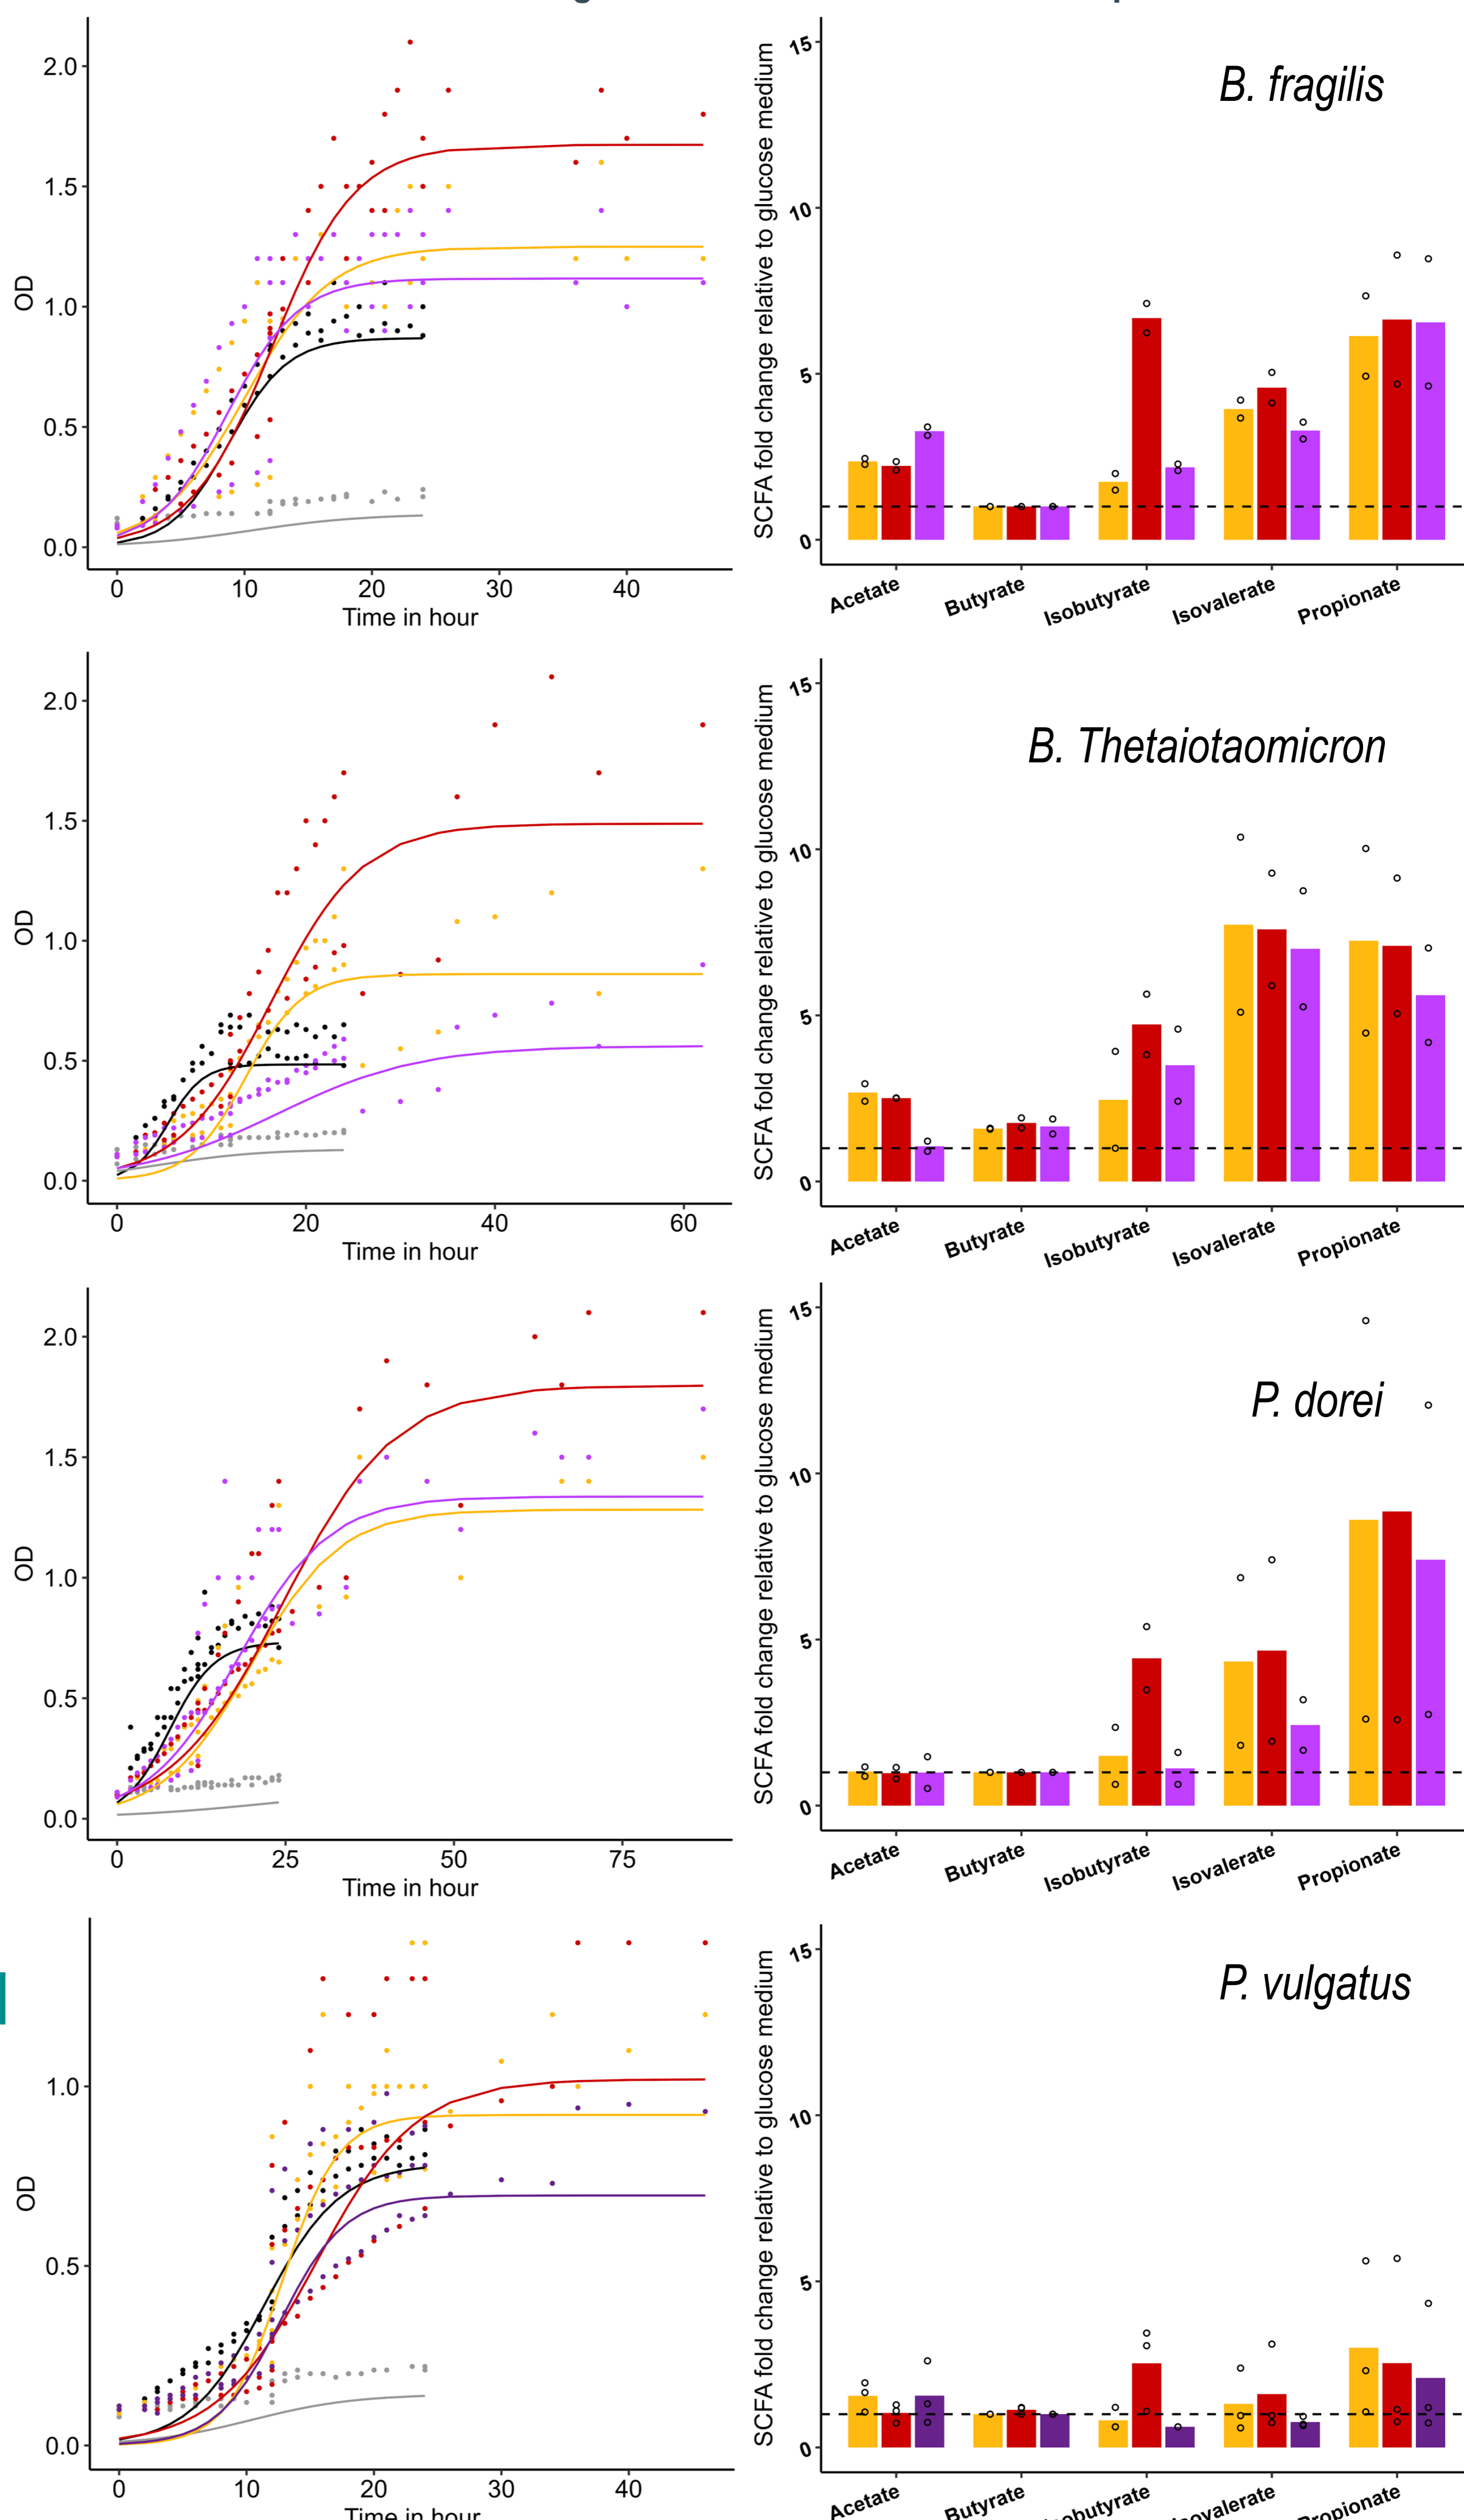 2.0
1.5
1.0
0.5
0.0
OD
0
10
20
30
40
Time in hour
SCFA fold change relative to glucose medium
15
10
5
0
B. fragilis
Acetate
Butyrate
Isobutyrate
Isovalerate
Propionate
2.0
1.5
1.0
0.5
0.0
OD
0
20
40
60
Time in hour
SCFA fold change relative to glucose medium
15
10
5
0
B. Thetaiotaomicron
Acetate
Butyrate
Isobutyrate
Isovalerate
Propionate
2.0
1.5
1.0
0.5
0.0
OD
0
25
50
75
Time in hour
SCFA fold change relative to glucose medium
15
10
5
0
P. dorei
Acetate
Butyrate
Isobutyrate
Isovalerate
Propionate
1.0
0.5
0.0
OD
0
10
20
30
40
Time in hour
SCFA fold change relative to glucose medium
15
10
5
0
P. vulgatus
Acetate
Butyrate
Isobutyrate
Isovalerate
Propionate